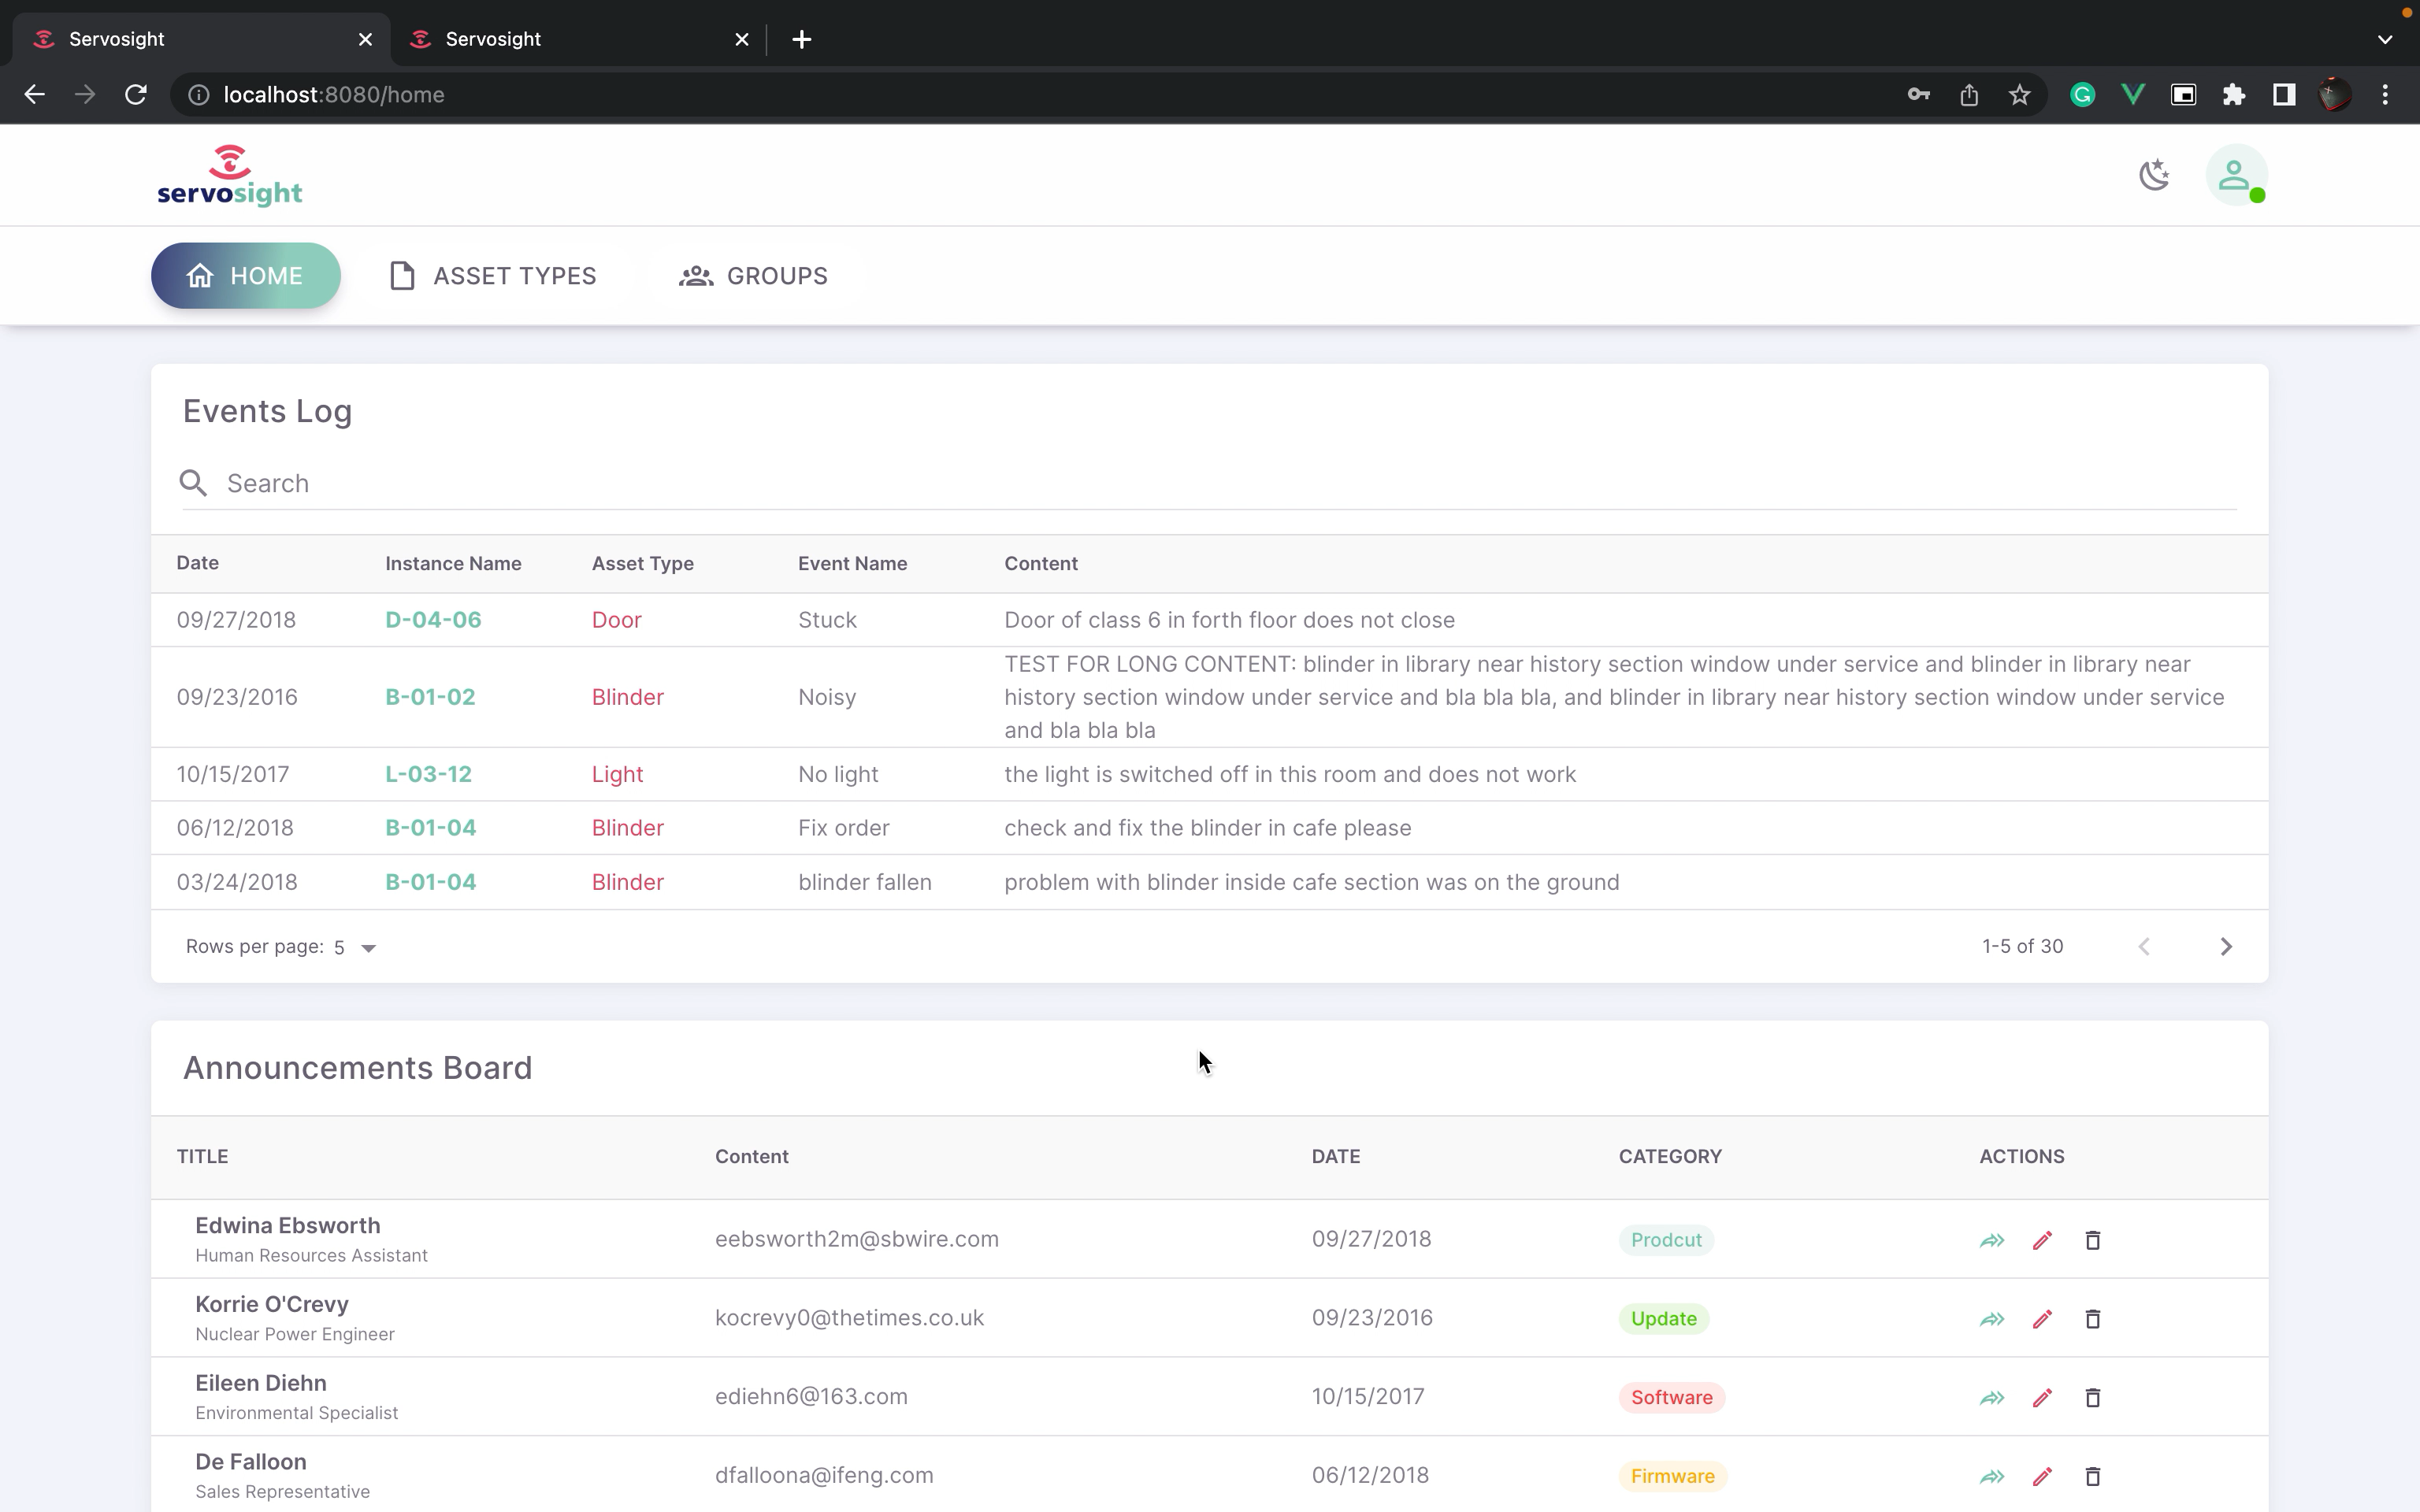 Servosight
Servosight
localhost:8080/home
servosight
HOME
ASSET TYPES
GROUPS
Events Log
Search
Date Instance Name Asset Type Event Name Content
09/27/2018 D-04-06 Door Stuck Door of class 6 in forth floor does not close
TEST FOR LONG CONTENT: blinder in library near history section window under service and blinder in library near
09/23/2016 B-01-02 Blinder Noisy history section window under service and bla bla bla, and blinder in library near history section window under service
and bla bla bla
10/15/2017 L-03-12 Light No light the light is switched off in this room and does not work
06/12/2018 B-01-04 Blinder Fix order check and fix the blinder in cafe please
03/24/2018 B-01-04 Blinder blinder fallen problem with blinder inside cafe section was on the ground
Rows per page: 5 1-5 of 30
Announcements Board
TITLE Content DATE CATEGORY ACTIONS
Edwina Ebsworth
Human Resources Assistant
eebsworth2m@sbwire.com 09/27/2018 Prodcut
Korrie O'Crevy
Nuclear Power Engineer
kocrevy0@thetimes.co.uk 09/23/2016 Update
Eileen Diehn
Environmental Specialist
ediehn6@163.com 10/15/2017 Software
De Falloon
Sales Representative
dfalloona@ifeng.com 06/12/2018 Firmware